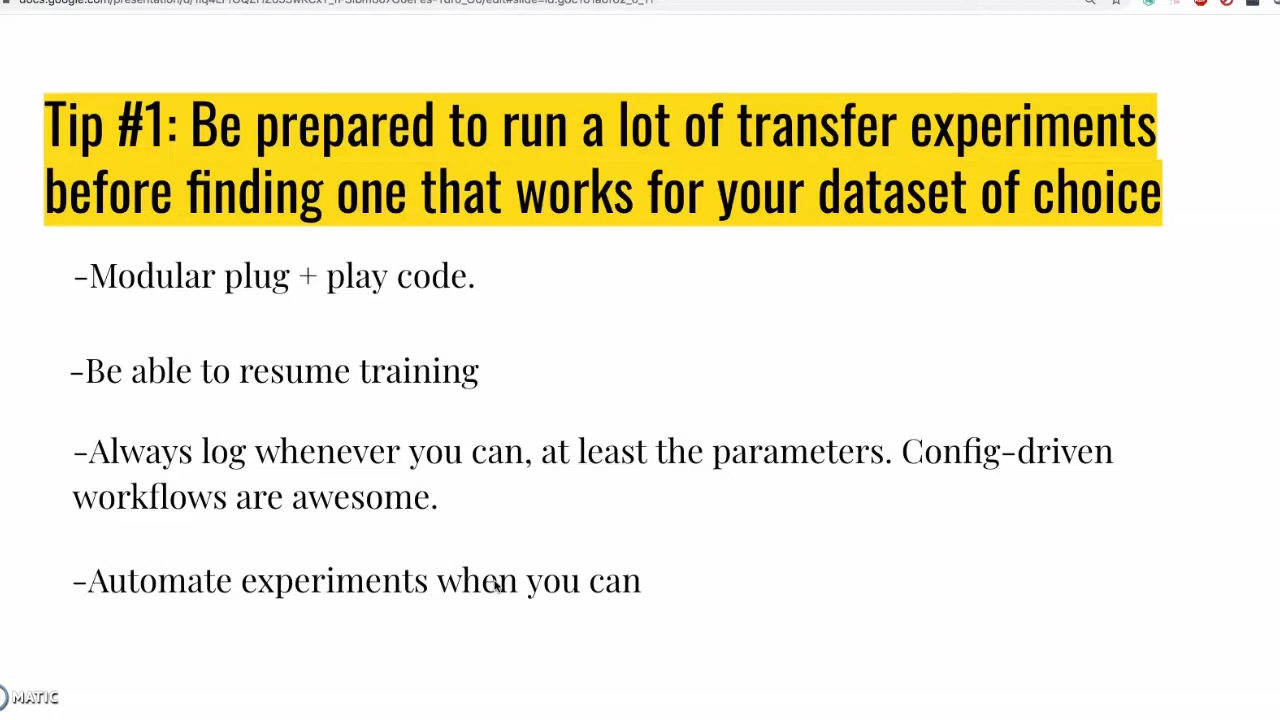 Tip #1: Be prepared to run a lot of transfer experiments
before finding one that works for your dataset of choice
-Modular plug + play code.
-Be able to resume training
-Always log whenever you can, at least the parameters. Config-driven
workflows are awesome.
-Automate experiments when you can
MATIC